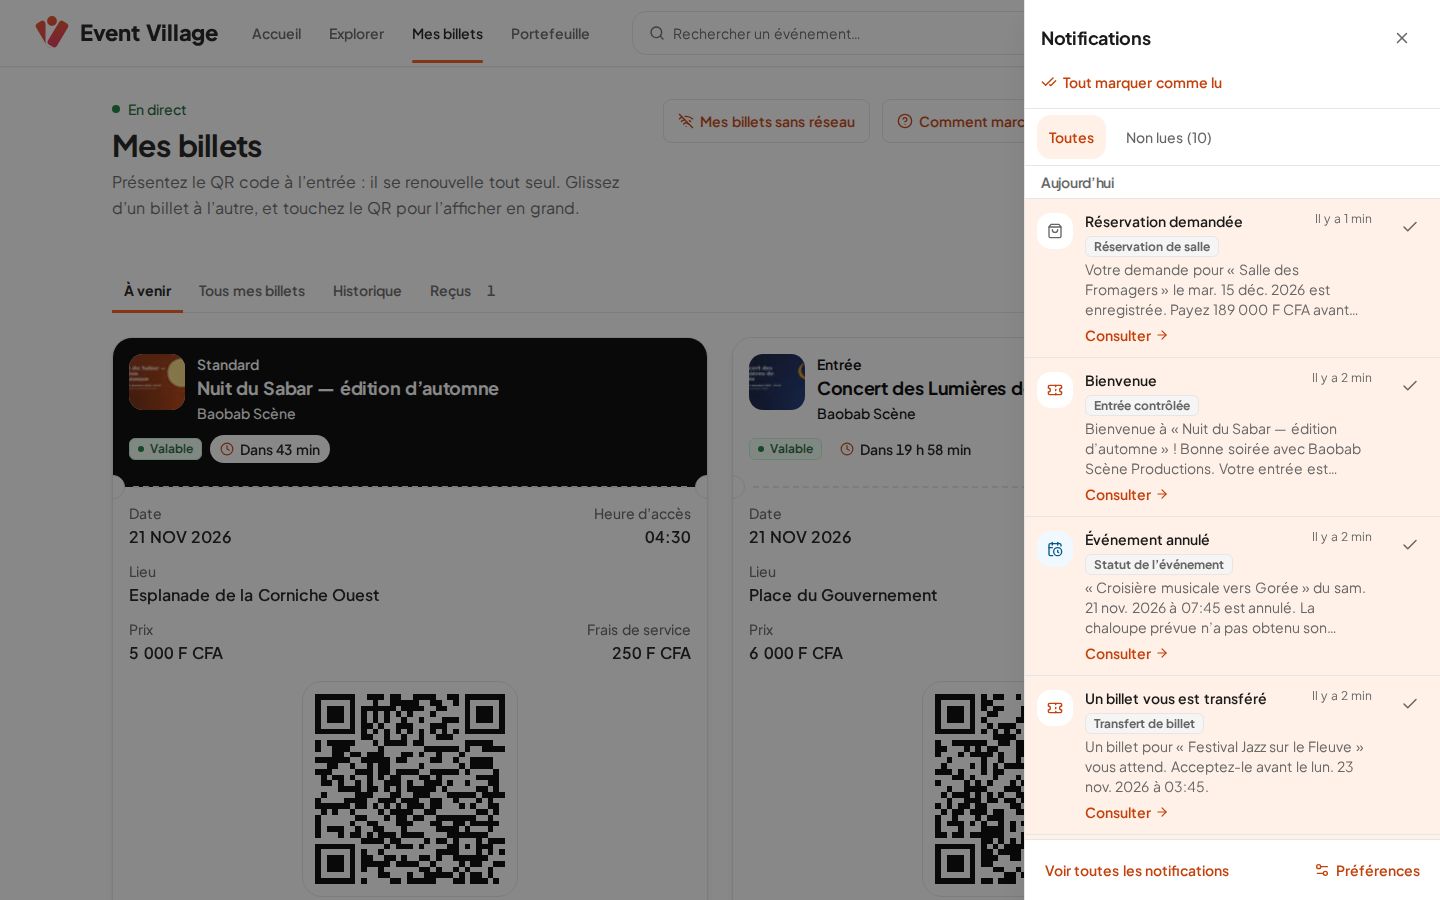 Event Village
Accueil
Explorer
Mes billets
Portefeuille
Rechercher un événement...
En direct
Mes billets
Présentez le QR code à l'entrée : il se renouvelle tout seul. Glissez
d'un billet à l'autre, et touchez le QR pour l'afficher en grand.
Mes billets sans réseau
Comment marc
À venir
Tous mes billets
Historique
Reçus 1
Standard
Nuit du Sabar — édition d'automne
Baobab Scène
Valable
Dans 43 min
Date
Heure d'accès
21 NOV 2026
04:30
Lieu
Esplanade de la Corniche Ouest
Prix
Frais de service
5 000 F CFA
250 F CFA
Entrée
Concert des Lumières d
Baobab Scène
Valable
Dans 19 h 58 min
Date
21 NOV 2026
Lieu
Place du Gouvernement
Prix
6 000 F CFA
Notifications
Tout marquer comme lu
Toutes
Non lues (10)
Aujourd'hui
Réservation demandée
Il y a 1 min
Réservation de salle
Votre demande pour « Salle des
Fromagers » le mar. 15 déc. 2026 est
enregistrée. Payez 189 000 F CFA avant...
Consulter
Bienvenue
Il y a 2 min
Entrée contrôlée
Bienvenue à « Nuit du Sabar — édition
d'automne » ! Bonne soirée avec Baobab
Scène Productions. Votre entrée est...
Consulter
Événement annulé
Il y a 2 min
Statut de l'événement
« Croisière musicale vers Gorée » du sam.
21 nov. 2026 à 07:45 est annulé. La
chaloupe prévue n'a pas obtenu son...
Consulter
Un billet vous est transféré
Il y a 2 min
Transfert de billet
Un billet pour « Festival Jazz sur le Fleuve »
vous attend. Acceptez-le avant le lun. 23
nov. 2026 à 03:45.
Consulter
Voir toutes les notifications
Préférences